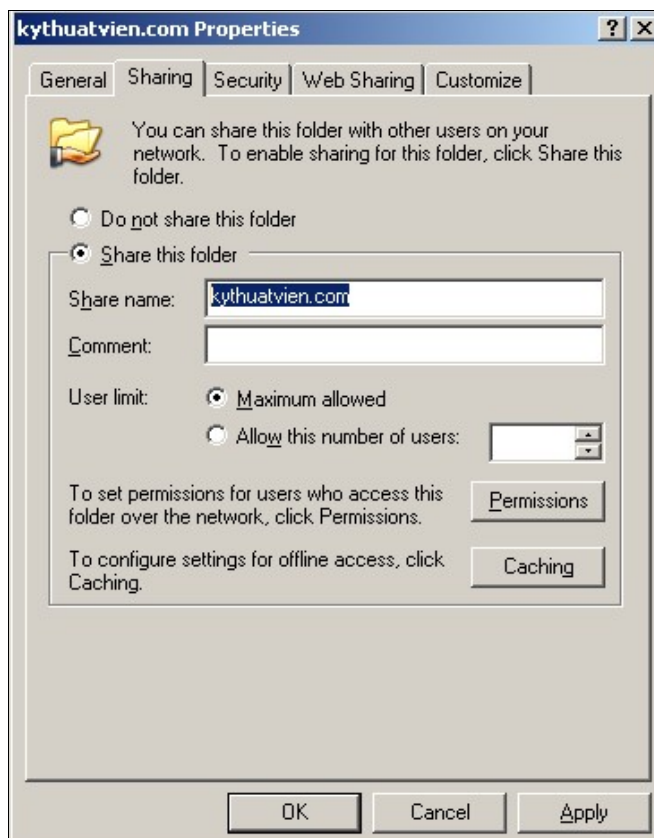 kythuatvien.com Properties
General Sharing Security Web Sharing Customize
You can share this folder with other users on your
network. To enable sharing for this folder, click Share this
folder.
Do not share this folder
Share this folder
Share name: kythuatvien.com
Comment:
User limit: Maximum allowed
Allow this number of users:
To set permissions for users who access this
folder over the network, click Permissions.
Permissions
To configure settings for offline access, click
Caching.
Caching
OK Cancel Apply